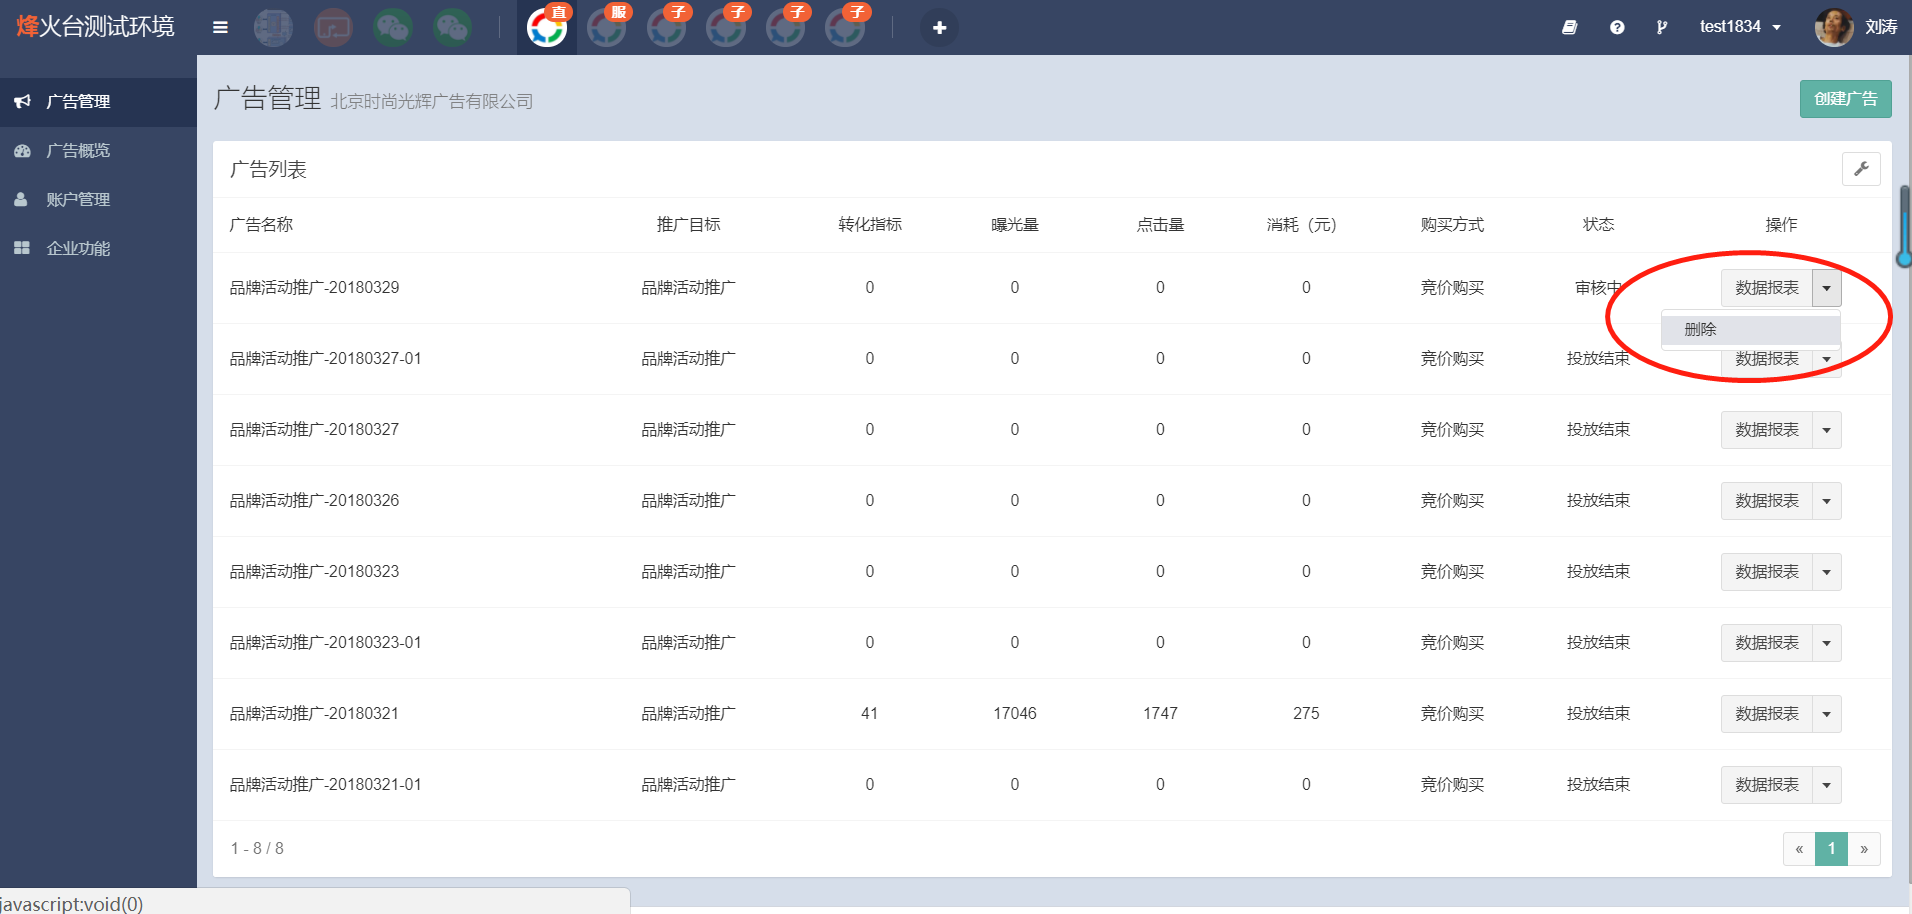 烽火台测试环境
直 服 子 子 子 子
test1834 刘涛
广告管理
广告概览
账户管理
企业功能
广告管理 北京时尚光辉广告有限公司
创建广告
广告列表
广告名称 推广目标 转化指标 曝光量 点击量 消耗（元） 购买方式 状态 操作
品牌活动推广-20180329 品牌活动推广 0 0 0 0 竞价购买 审核中 数据报表
删除
品牌活动推广-20180327-01 品牌活动推广 0 0 0 0 竞价购买 投放结束 数据报表
品牌活动推广-20180327 品牌活动推广 0 0 0 0 竞价购买 投放结束 数据报表
品牌活动推广-20180326 品牌活动推广 0 0 0 0 竞价购买 投放结束 数据报表
品牌活动推广-20180323 品牌活动推广 0 0 0 0 竞价购买 投放结束 数据报表
品牌活动推广-20180323-01 品牌活动推广 0 0 0 0 竞价购买 投放结束 数据报表
品牌活动推广-20180321 品牌活动推广 41 17046 1747 275 竞价购买 投放结束 数据报表
品牌活动推广-20180321-01 品牌活动推广 0 0 0 0 竞价购买 投放结束 数据报表
1 - 8 / 8
« 1 »
javascript:void(0)